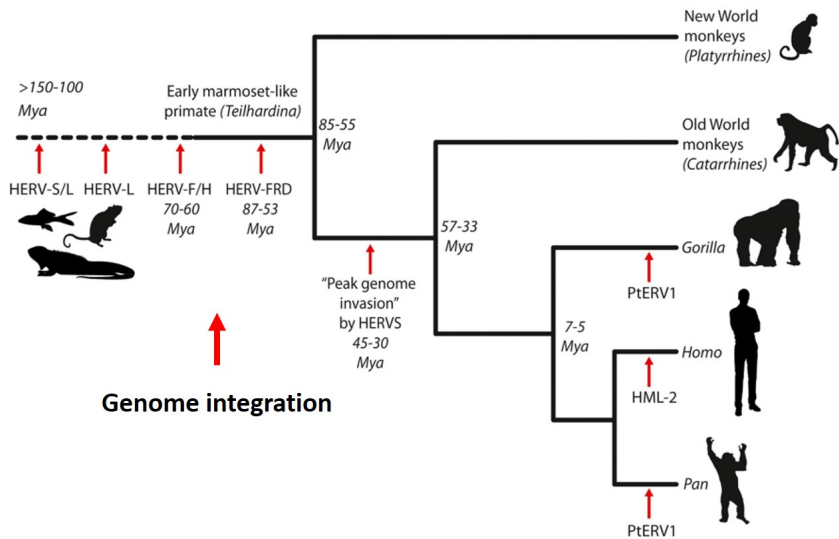 New World
monkeys
(Platyrrhines)
>150-100
Mya
Early marmoset-like
primate (Teilhardina)
85-55
Mya
Old World
monkeys
(Catarrhines)
HERV-S/L
HERV-L
HERV-F/H
70-60
Mya
HERV-FRD
87-53
Mya
57-33
Mya
Gorilla
PtERV1
"Peak genome
invasion"
by HERVS
45-30
Mya
7-5
Mya
Homo
HML-2
Genome integration
Pan
PtERV1